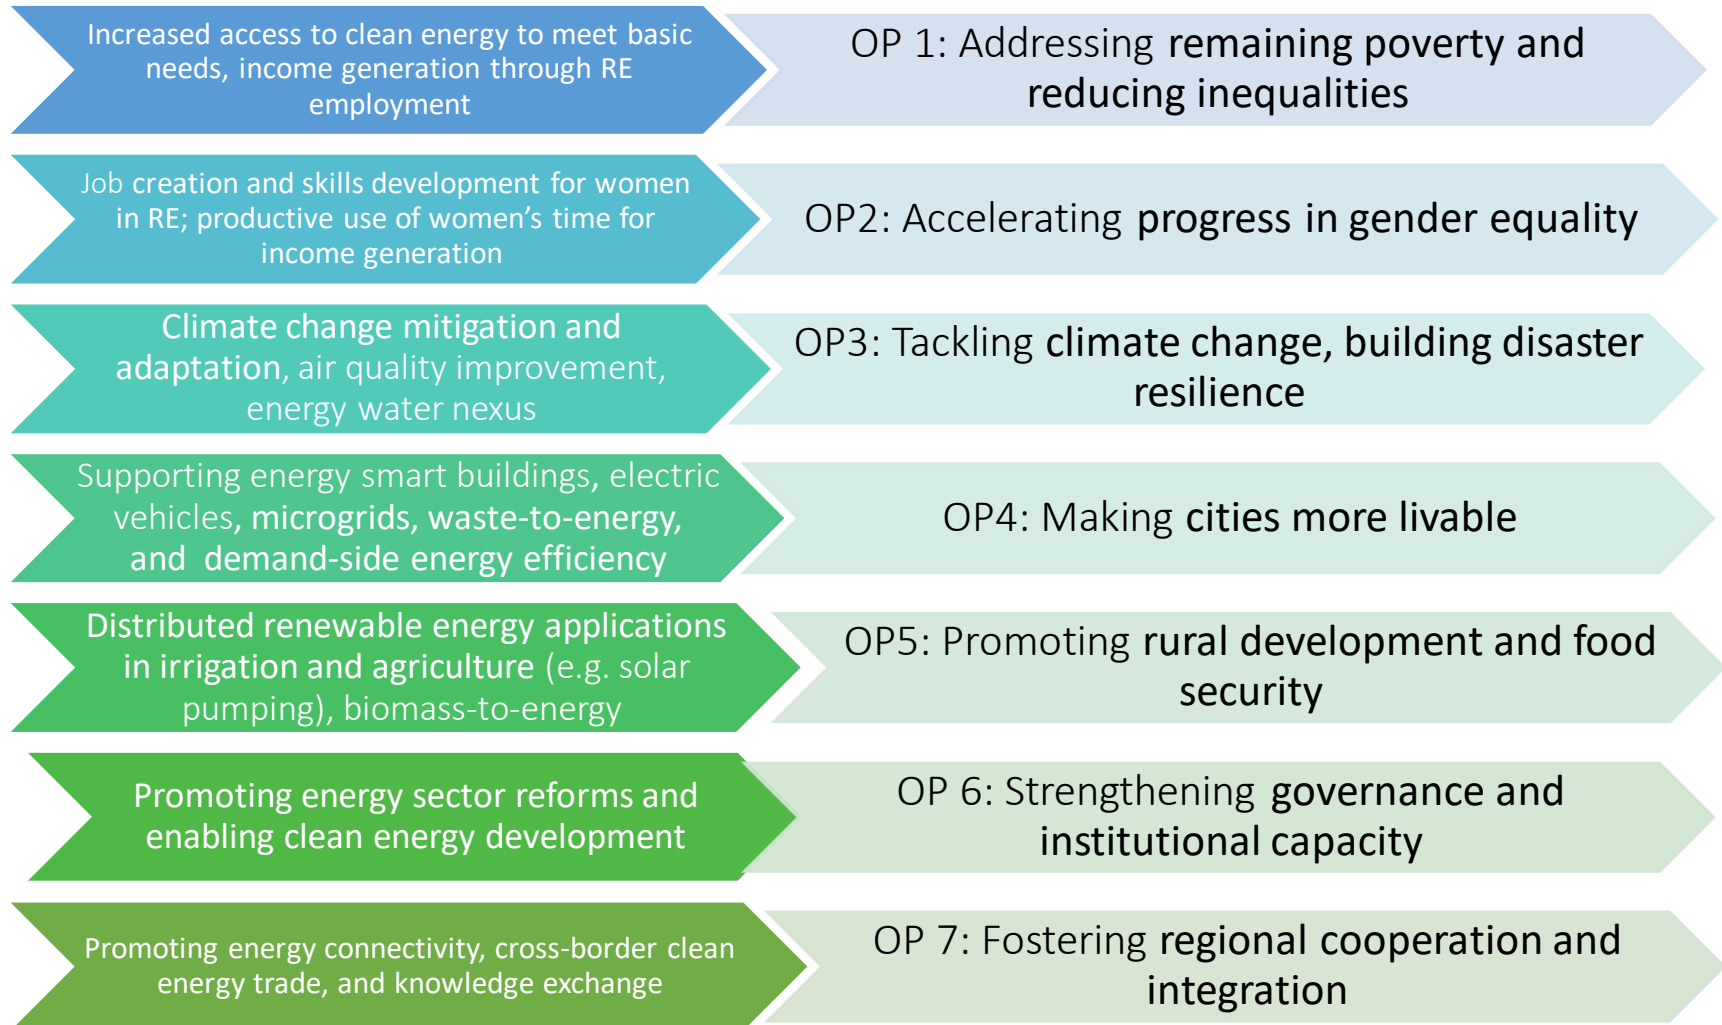 Increased access to clean energy to meet basic
needs, income generation through RE
employment
OP 1: Addressing remaining poverty and
reducing inequalities
Job creation and skills development for women
in RE; productive use of women’s time for
income generation
OP2: Accelerating progress in gender equality
Climate change mitigation and
adaptation, air quality improvement,
energy water nexus
OP3: Tackling climate change, building disaster
resilience
Supporting energy smart buildings, electric
vehicles, microgrids, waste-to-energy,
and demand-side energy efficiency
OP4: Making cities more livable
Distributed renewable energy applications
in irrigation and agriculture (e.g. solar
pumping), biomass-to-energy
OP5: Promoting rural development and food
security
Promoting energy sector reforms and
enabling clean energy development
OP 6: Strengthening governance and
institutional capacity
Promoting energy connectivity, cross-border clean
energy trade, and knowledge exchange
OP 7: Fostering regional cooperation and
integration